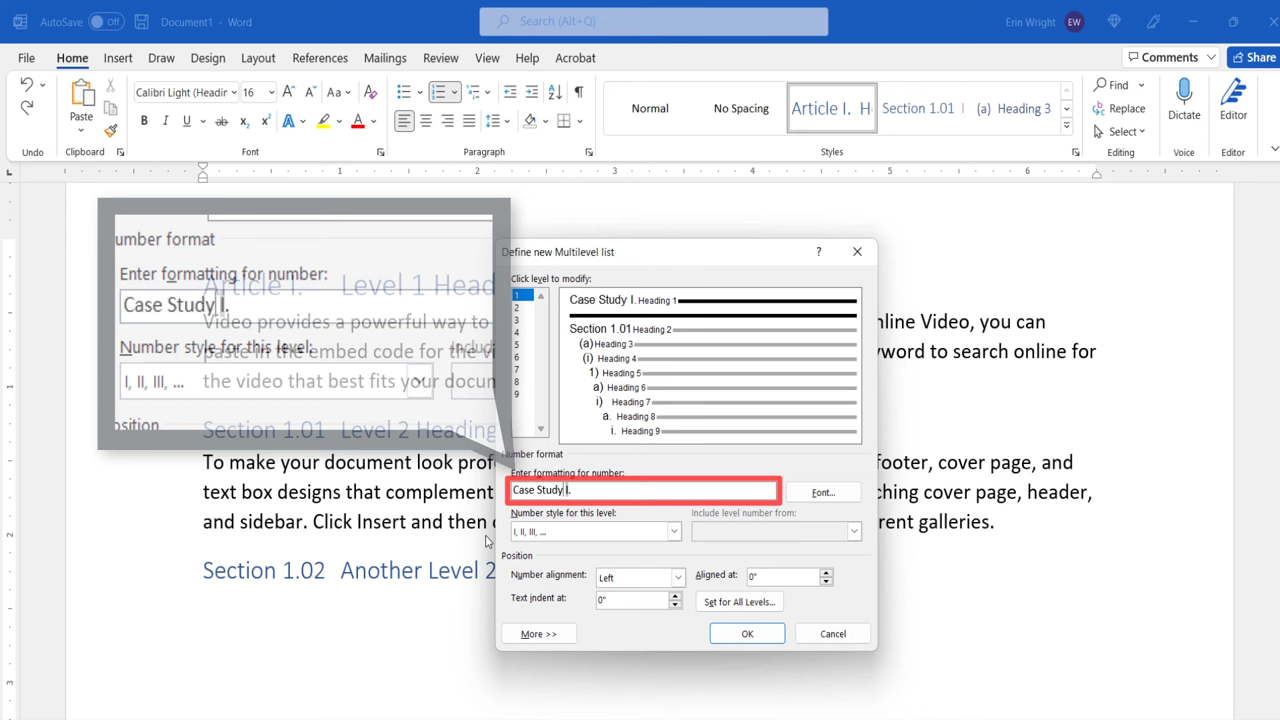 AutoSave Off Document1 - Word Search (Alt+Q) Erin Wright EW
File Home Insert Draw Design Layout References Mailings Review View Help Acrobat Comments Share
Paste Calibri Light (Headir 16 Normal No Spacing Article I. H Section 1.01 (a) Heading 3 Find Replace Select Dictate Editor
Undo Clipboard Font Paragraph Styles Editing Voice Editor
1 2 3 4 5 6
umber format
Enter formatting for number:
Case Study I.
Number style for this level:
I, II, III, ...
osition
Article I. Level 1 Head
Video provides a powerful way to
nline Video, you can
paste in the embed code for the vi
yword to search online for
the video that best fits your docum
Section 1.01 Level 2 Heading
To make your document look prof
footer, cover page, and
text box designs that complement
ching cover page, header,
and sidebar. Click Insert and then
rent galleries.
Section 1.02 Another Level 2
Define new Multilevel list ?
Click level to modify:
1
2
3
4
5
6
7
8
9
Case Study I. Heading 1
Section 1.01 Heading 2
(a) Heading 3
(i) Heading 4
1) Heading 5
a) Heading 6
i) Heading 7
a. Heading 8
i. Heading 9
Number format
Enter formatting for number:
Case Study I.
Font...
Number style for this level: Include level number from:
I, II, III, ...
Position
Number alignment: Left Aligned at: 0"
Text indent at: 0" Set for All Levels...
More >> OK Cancel
1
2
3